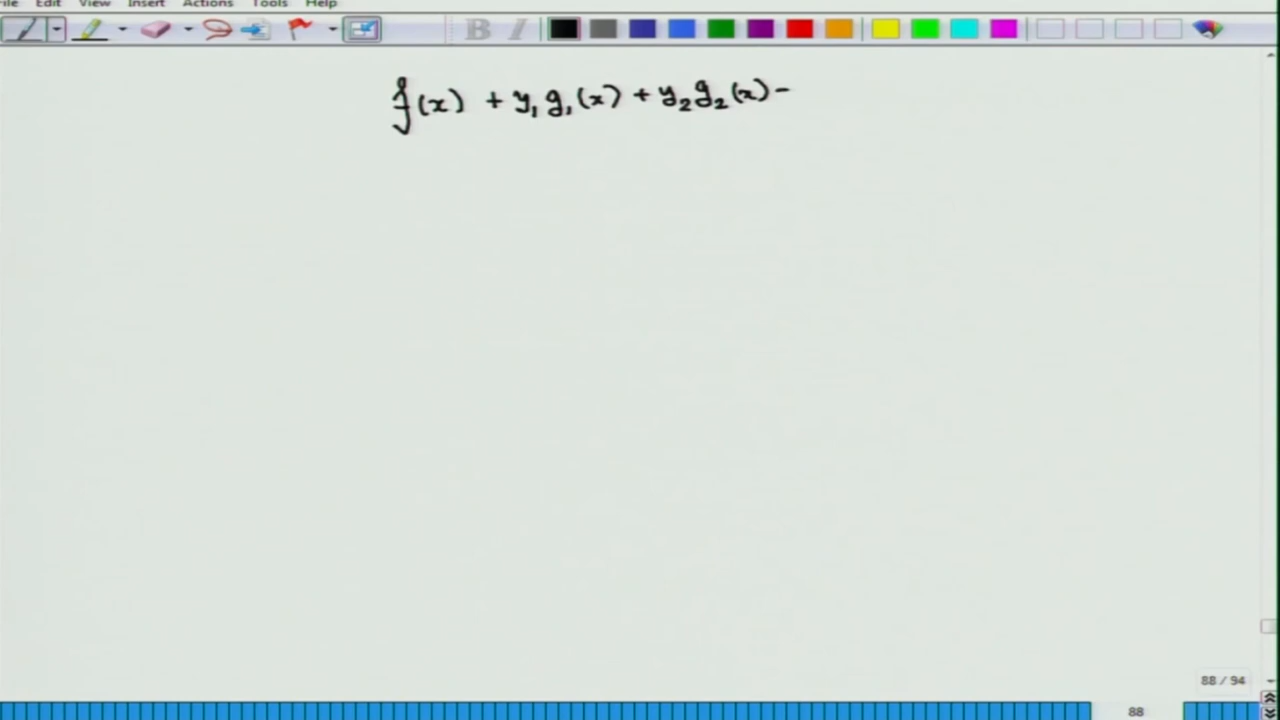 File Edit View Insert Actions Tools Help
B I
f(x) + y₁g₁(x) + y₂g₂(x) -
88 / 94
88